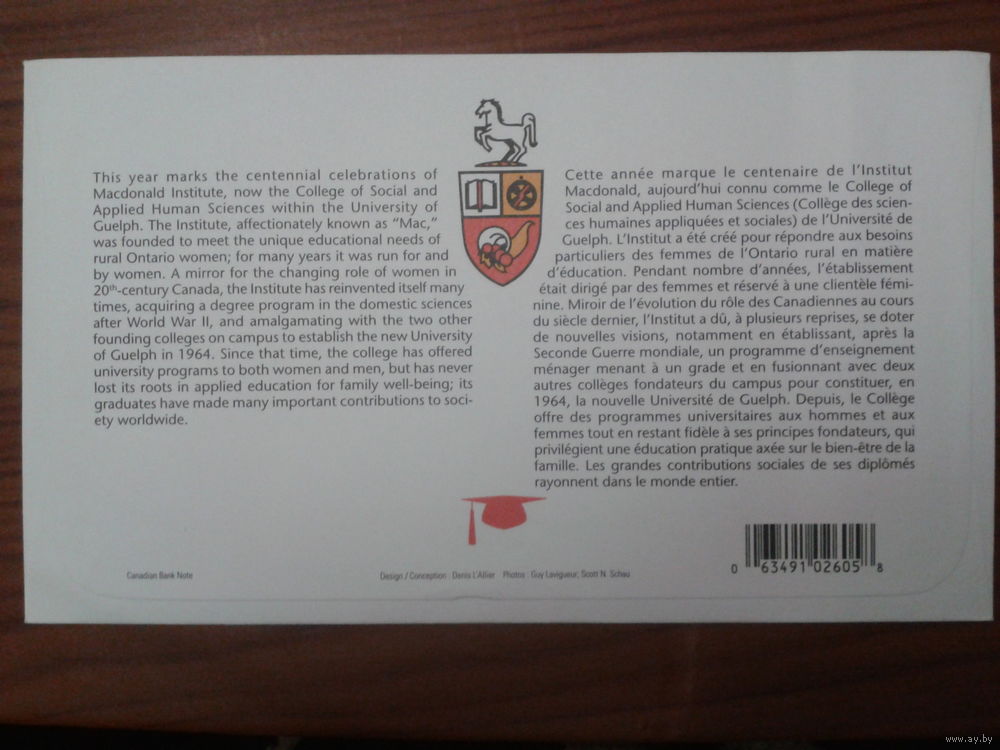 This year marks the centennial celebrations of
Macdonald Institute, now the College of Social and
Applied Human Sciences within the University of
Guelph. The Institute, affectionately known as “Mac,”
was founded to meet the unique educational needs of
rural Ontario women; for many years it was run for and
by women. A mirror for the changing role of women in
20th-century Canada, the Institute has reinvented itself many
times, acquiring a degree program in the domestic sciences
after World War II, and amalgamating with the two other
founding colleges on campus to establish the new University
of Guelph in 1964. Since that time, the college has offered
university programs to both women and men, but has never
lost its roots in applied education for family well-being; its
graduates have made many important contributions to soci-
ety worldwide.
Cette année marque le centenaire de l’Institut
Macdonald, aujourd’hui connu comme le College of
Social and Applied Human Sciences (Collège des scien-
ces humaines appliquées et sociales) de l’Université de
Guelph. L’Institut a été créé pour répondre aux besoins
particuliers des femmes de l’Ontario rural en matière
d’éducation. Pendant nombre d’années, l’établissement
était dirigé par des femmes et réservé à une clientèle fémi-
nine. Miroir de l’évolution du rôle des Canadiennes au cours
du siècle dernier, l’Institut a dû, à plusieurs reprises, se doter
de nouvelles visions, notamment en établissant, après la
Seconde Guerre mondiale, un programme d’enseignement
ménager menant à un grade et en fusionnant avec deux
autres collèges fondateurs du campus pour constituer, en
1964, la nouvelle Université de Guelph. Depuis, le Collège
offre des programmes universitaires aux hommes et aux
femmes tout en restant fidèle à ses principes fondateurs, qui
privilégient une éducation pratique axée sur le bien-être de la
famille. Les grandes contributions sociales de ses diplômés
rayonnent dans le monde entier.
Canadian Bank Note
Design / Conception : Denis L’Allier Photos : Guy Lavigueur, Scott N. Schau
0 63491 02605 8
www.ay.by